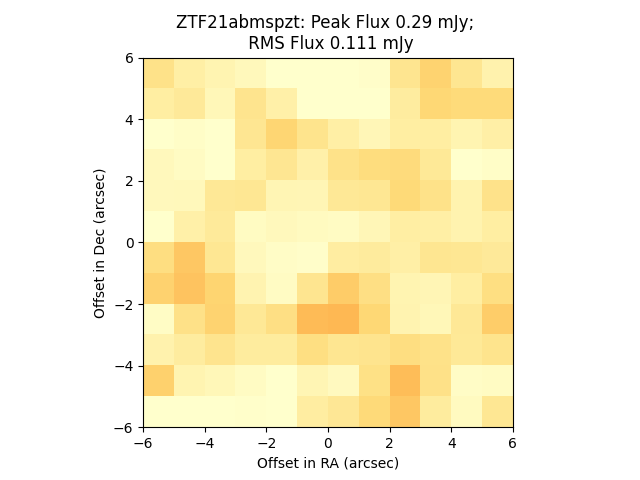 ZTF21abmspzt: Peak Flux 0.29 mJy;
RMS Flux 0.111 mJy
6
4
2
0
−2
−4
−6
Offset in Dec (arcsec)
−6 −4 −2 0 2 4 6
Offset in RA (arcsec)